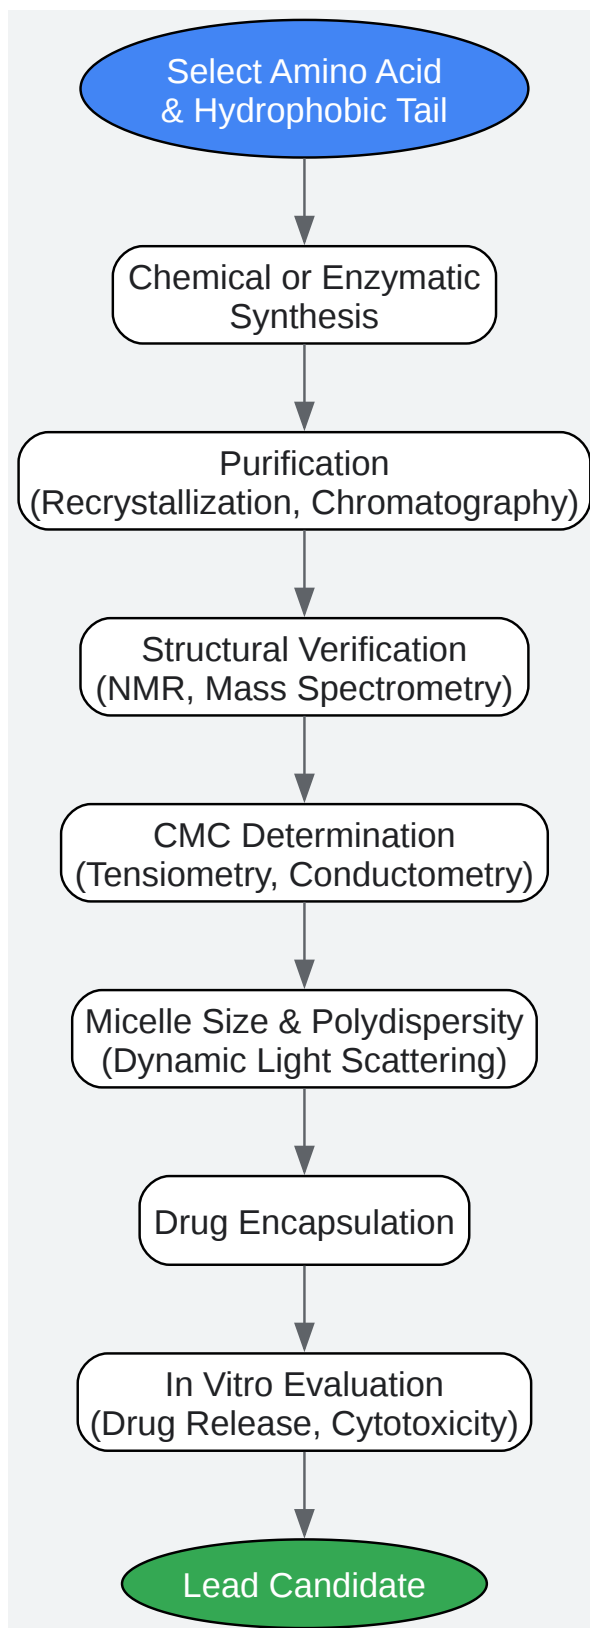 Select Amino Acid
& Hydrophobic Tail
Chemical or Enzymatic
Synthesis
Purification
(Recrystallization, Chromatography)
Structural Verification
(NMR, Mass Spectrometry)
CMC Determination
(Tensiometry, Conductometry)
Micelle Size & Polydispersity
(Dynamic Light Scattering)
Drug Encapsulation
In Vitro Evaluation
(Drug Release, Cytotoxicity)
Lead Candidate